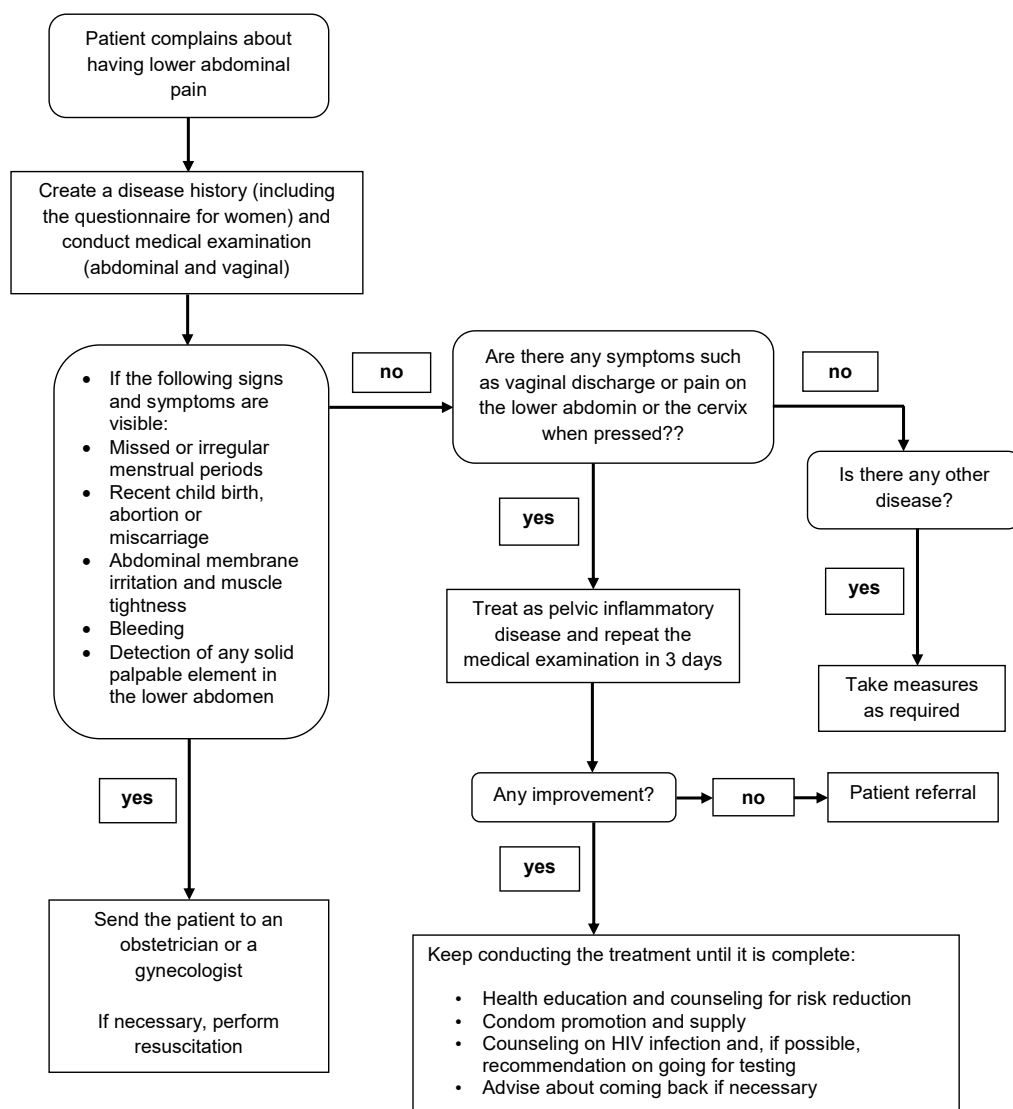 Patient complains about
having lower abdominal
pain
Create a disease history (including
the questionnaire for women) and
conduct medical examination
(abdominal and vaginal)
• If the following signs
and symptoms are
visible:
• Missed or irregular
menstrual periods
• Recent child birth,
abortion or
miscarriage
• Abdominal membrane
irritation and muscle
tightness
• Bleeding
• Detection of any solid
palpable element in
the lower abdomen
no
Are there any symptoms such
as vaginal discharge or pain on
the lower abdomin or the cervix
when pressed??
no
Is there any other
disease?
yes
Take measures
as required
yes
Treat as pelvic inflammatory
disease and repeat the
medical examination in 3 days
Any improvement?
no
Patient referral
yes
Keep conducting the treatment until it is complete:
• Health education and counseling for risk reduction
• Condom promotion and supply
• Counseling on HIV infection and, if possible,
recommendation on going for testing
• Advise about coming back if necessary
yes
Send the patient to an
obstetrician or a
gynecologist
If necessary, perform
resuscitation